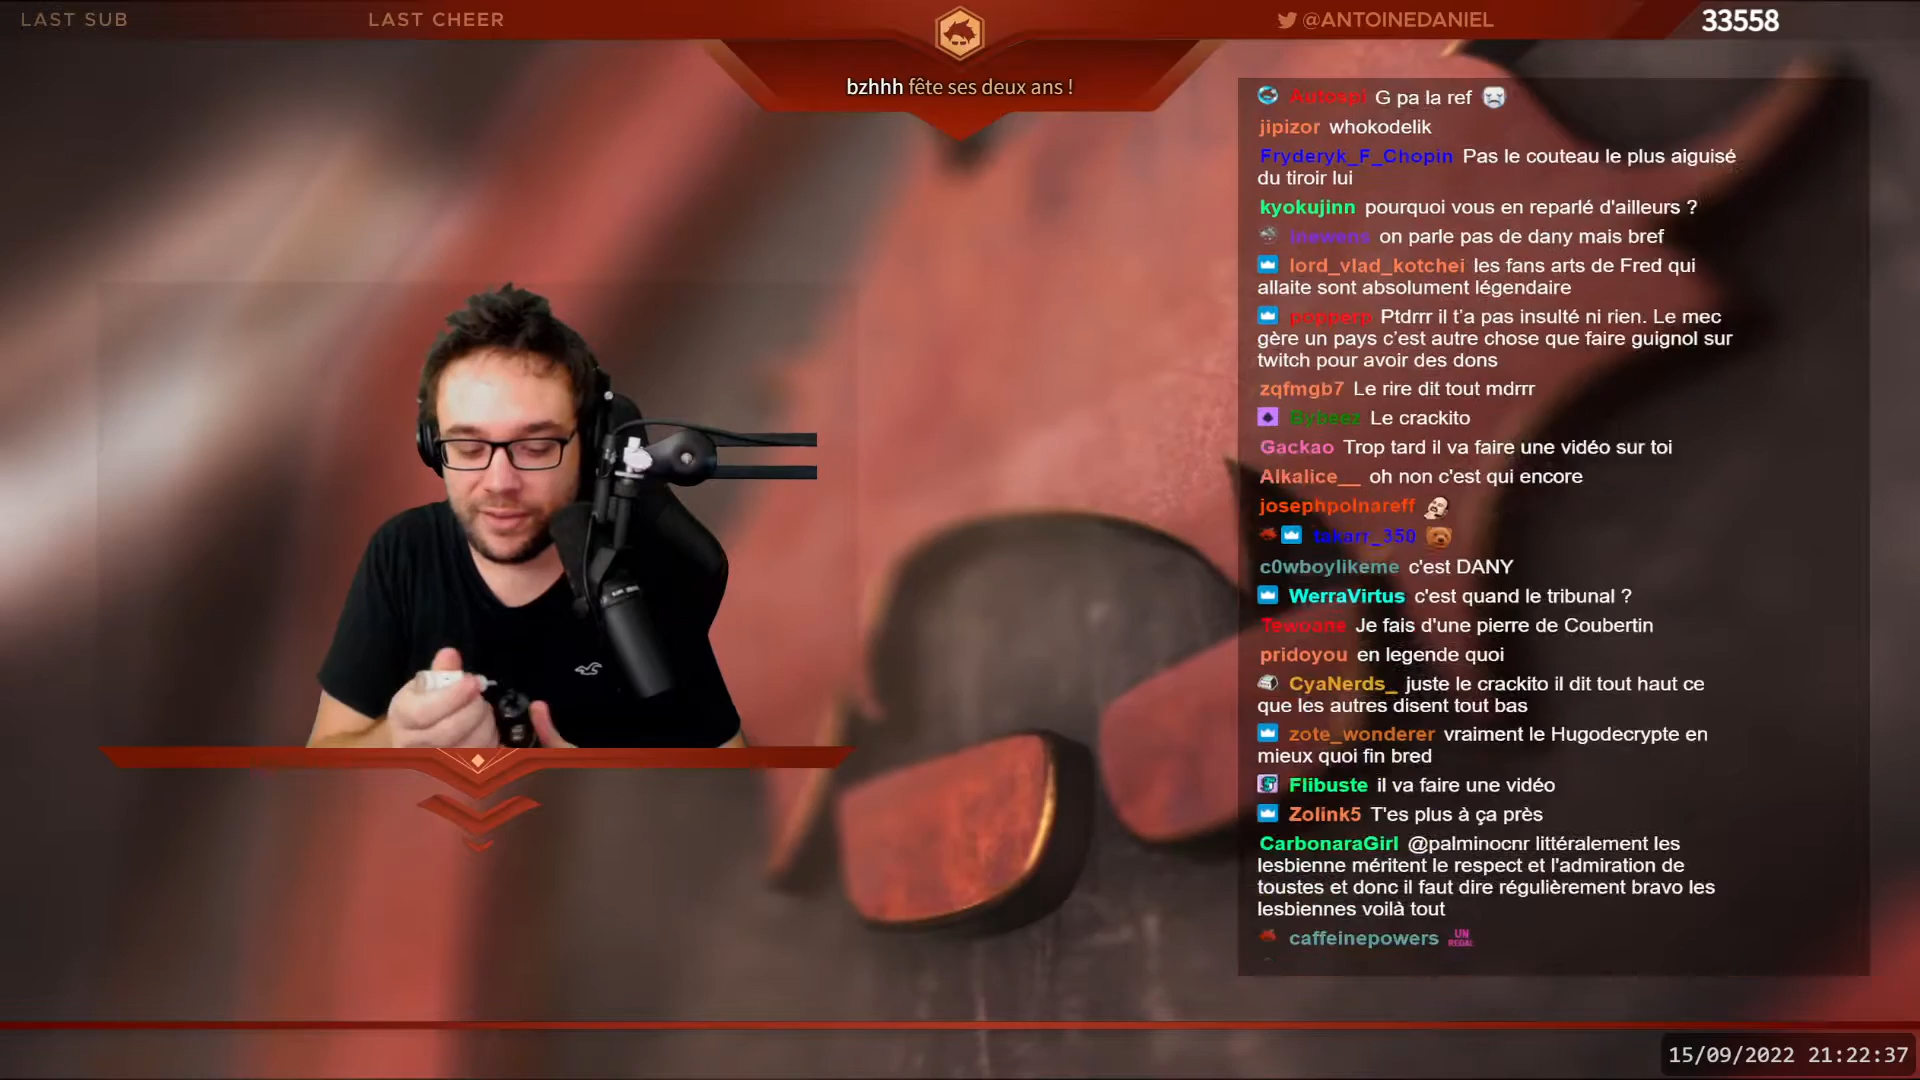 LAST SUB
LAST CHEER
@ANTOINEDANIEL
33558
bzhhh fête ses deux ans !
Autospi G pa la ref
jipizor whokodelik
Fryderyk_F_Chopin Pas le couteau le plus aiguisé
du tiroir lui
kyokujinn pourquoi vous en reparlé d'ailleurs ?
Inewens on parle pas de dany mais bref
lord_vlad_kotchei les fans arts de Fred qui
allaite sont absolument légendaire
popperp Ptdrrr il t’a pas insulté ni rien. Le mec
gère un pays c’est autre chose que faire guignol sur
twitch pour avoir des dons
zqfmgb7 Le rire dit tout mdrrr
Bybeez Le crackito
Gackao Trop tard il va faire une vidéo sur toi
Alkalice__ oh non c'est qui encore
josephpolnareff
takarr_350
c0wboylikeme c'est DANY
WerraVirtus c'est quand le tribunal ?
Tewoane Je fais d'une pierre de Coubertin
pridoyou en legende quoi
CyaNerds_ juste le crackito il dit tout haut ce
que les autres disent tout bas
zote_wonderer vraiment le Hugodecrypte en
mieux quoi fin bred
Flibuste il va faire une vidéo
Zolink5 T'es plus à ça près
CarbonaraGirl @palminocnr littéralement les
lesbienne méritent le respect et l'admiration de
toustes et donc il faut dire régulièrement bravo les
lesbiennes voilà tout
caffeinepowers UN REGAL
15/09/2022 21:22:37